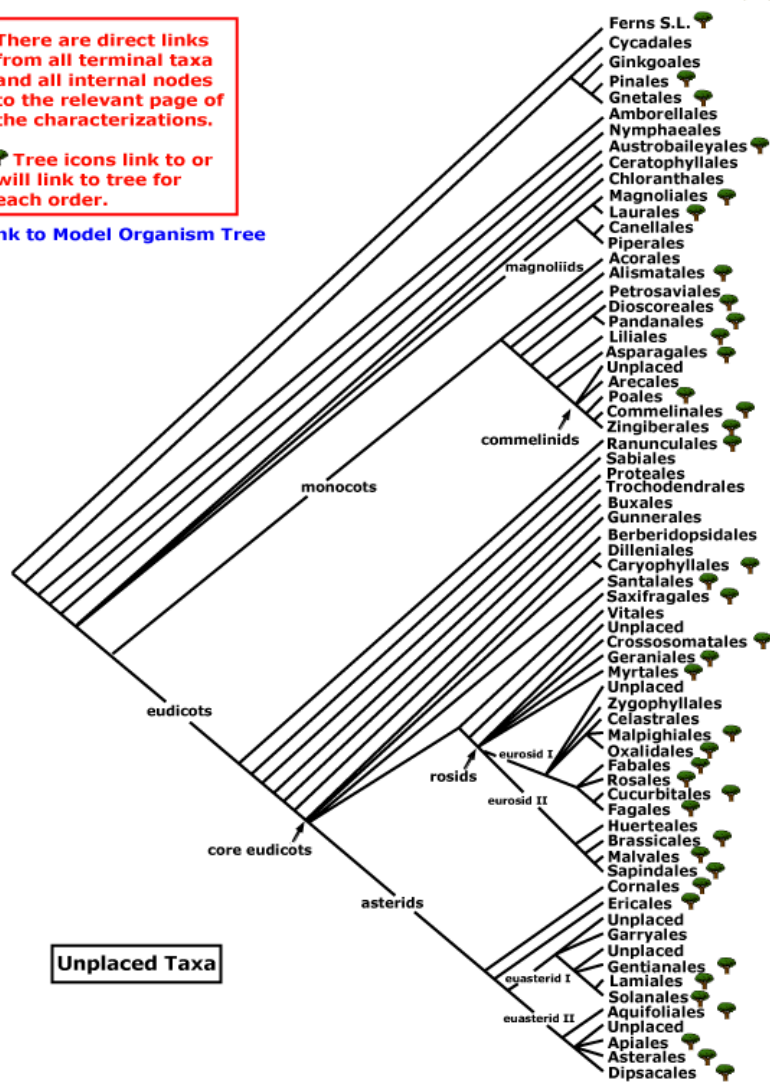 There are direct links
from all terminal taxa
and all internal nodes
to the relevant page of
the characterizations.
Tree icons link to or
will link to tree for
each order.
nk to Model Organism Tree
Ferns S.L.
Cycadales
Ginkgoales
Pinales
Gnetales
Amborellales
Nymphaeales
Austrobaileyales
Ceratophyllales
Chloranthales
Magnoliales
Laurales
Canellales
Piperales
magnoliids
Acorales
Alismatales
Petrosaviales
Dioscoreales
Pandanales
Liliales
Asparagales
Unplaced
Arecales
Poales
Commelinales
Zingiberales
commelinids
monocots
Ranunculales
Sabiales
Proteales
Trochodendrales
Buxales
Gunnerales
Berberidopsidales
Dilleniales
Caryophyllales
Santalales
Saxifragales
Vitales
Unplaced
Crossosomatales
Geraniales
Myrtales
Unplaced
Zygophyllales
Celastrales
Malpighiales
Oxalidales
Fabales
Rosales
Cucurbitales
Fagales
Huerteales
Brassicales
Malvales
Sapindales
eudicots
eurosid I
rosids
eurosid II
core eudicots
asterids
Cornales
Ericales
Unplaced
Garryales
Unplaced
Gentianales
Lamiales
Solanales
Aquifoliales
Unplaced
Apiales
Asterales
Dipsacales
euasterid I
euasterid II
Unplaced Taxa